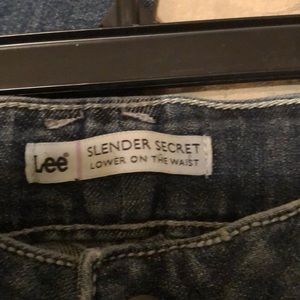 Lee®
SLENDER SECRET
LOWER ON THE WAIST